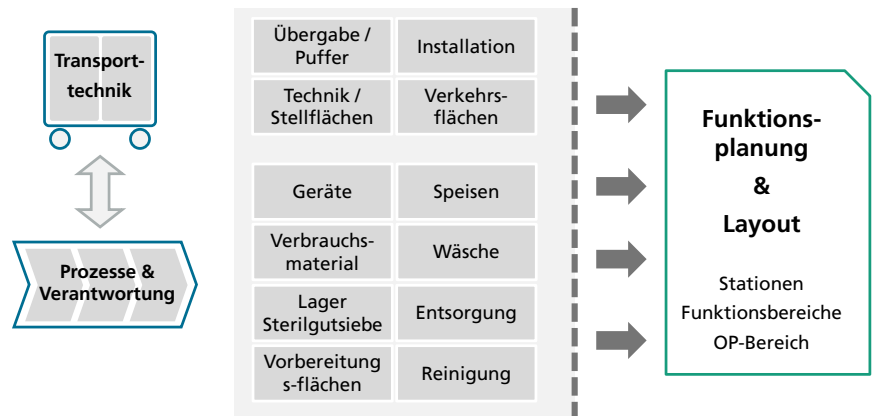 Transport-
technik
Prozesse &
Verantwortung
Übergabe /
Puffer
Installation
Technik /
Stellflächen
Verkehrs-
flächen
Geräte
Speisen
Verbrauchs-
material
Wäsche
Lager
Sterilgutsiebe
Entsorgung
Vorbereitung
s-flächen
Reinigung
Funktions-
planung
&
Layout
Stationen
Funktionsbereiche
OP-Bereich